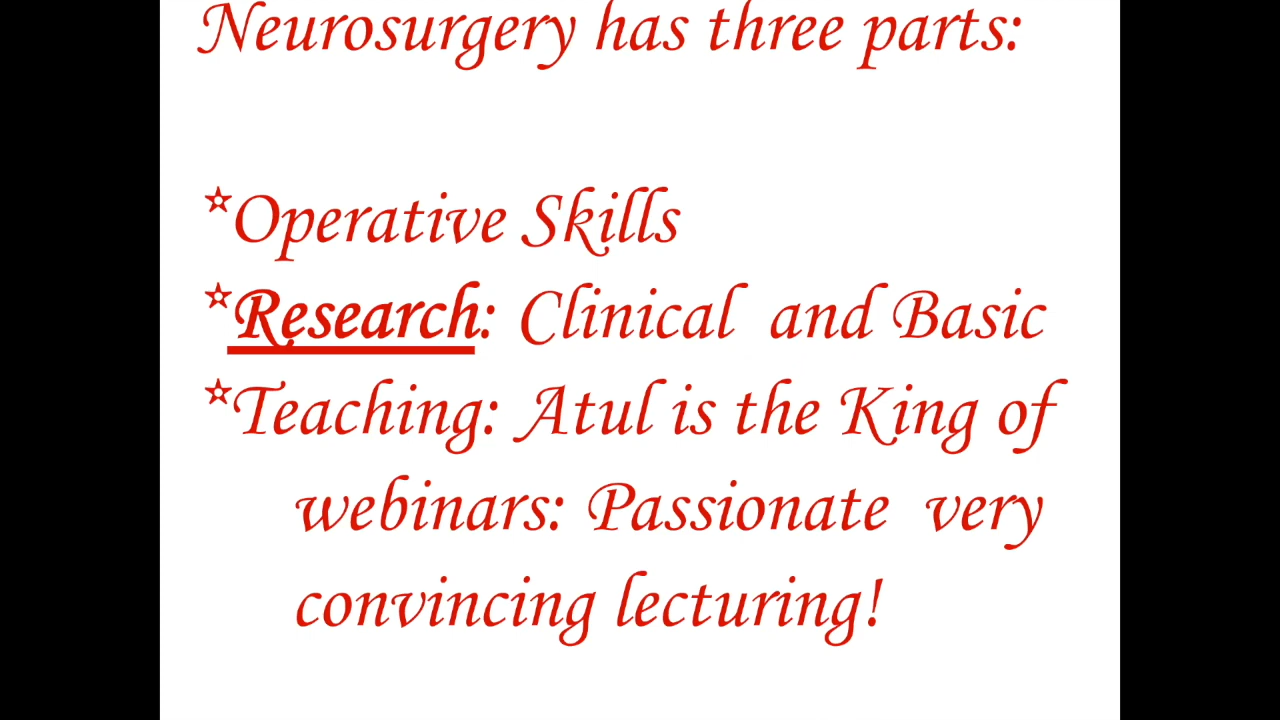 Neurosurgery has three parts:
*Operative Skills
*Research: Clinical and Basic
*Teaching: Atul is the King of
webinars: Passionate very
convincing lecturing!